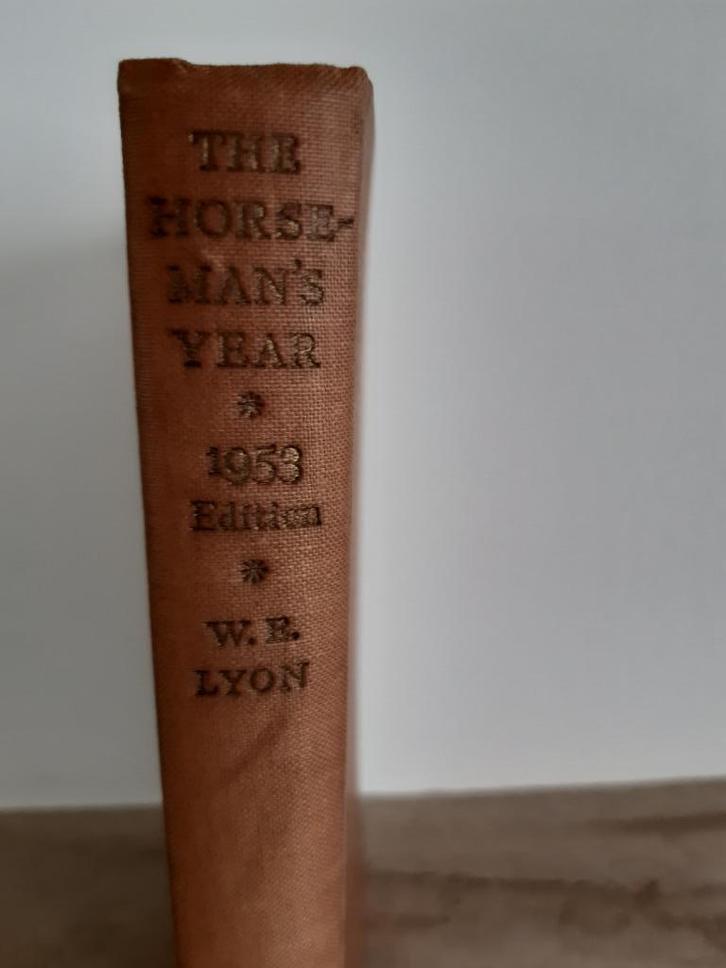 THE
HORSE-
MAN'S
YEAR
*
1953
Edition
*
W. E.
LYON